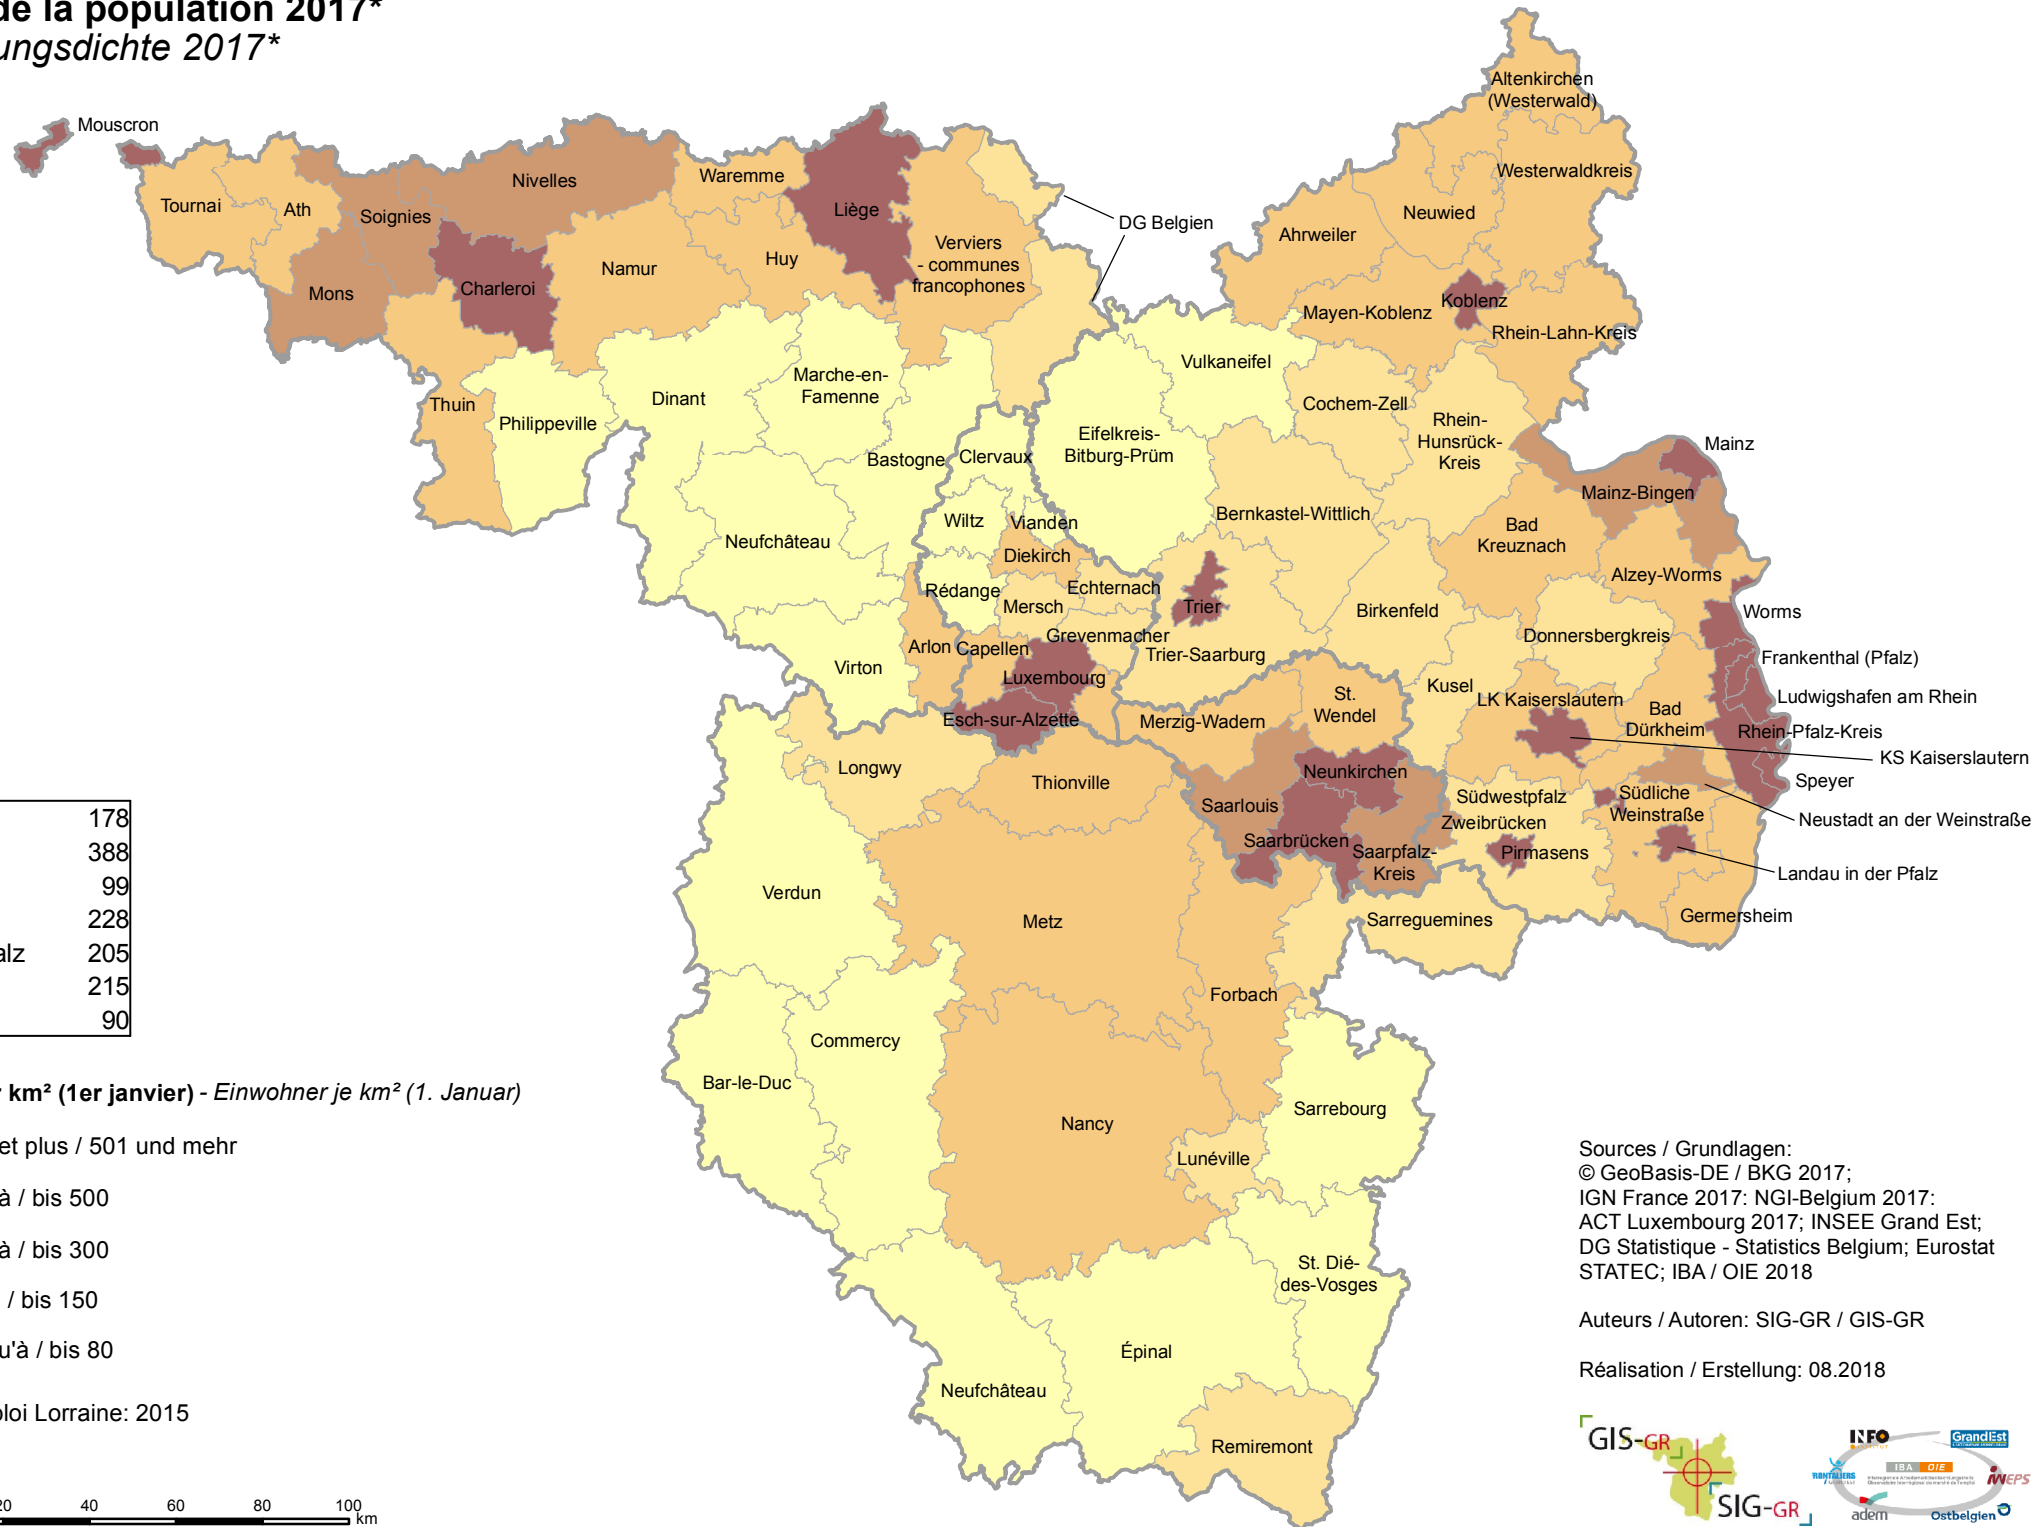 de la population 2017*
ungsdichte 2017*
Altenkirchen
(Westerwald)
Mouscron
Westerwaldkreis
Nivelles
Waremme
Tournai
Ath
Soignies
Liège
Neuwied
DG Belgien
Ahrweiler
Verviers
- communes
francophones
Huy
Namur
Mons
Charleroi
Koblenz
Mayen-Koblenz
Rhein-Lahn-Kreis
Vulkaneifel
Marche-en-
Famenne
Dinant
Thuin
Philippeville
Cochem-Zell
Rhein-
Hunsrück-
Kreis
Eifelkreis-
Bitburg-Prüm
Bastogne
Clervaux
Mainz
Mainz-Bingen
Wiltz
Vianden
Bernkastel-Wittlich
Bad
Kreuznach
Neufchâteau
Diekirch
Alzey-Worms
Rédange
Echternach
Mersch
Trier
Birkenfeld
Worms
Donnersbergkreis
Grevenmacher
Arlon
Capellen
Trier-Saarburg
Frankenthal (Pfalz)
Virton
Luxembourg
Kusel
LK Kaiserslautern
Ludwigshafen am Rhein
St.
Wendel
Esch-sur-Alzette
Merzig-Wadern
Bad
Dürkheim
Rhein-Pfalz-Kreis
KS Kaiserslautern
Longwy
Thionville
Neunkirchen
Speyer
Südwestpfalz
Südliche
Weinstraße
Saarlouis
Zweibrücken
Neustadt an der Weinstraße
Saarbrücken
Saarpfalz-
Kreis
Pirmasens
Landau in der Pfalz
178
388
99
228
alz 205
215
90
Verdun
Metz
Sarreguemines
Germersheim
Forbach
Commercy
Bar-le-Duc
r km² (1er janvier) - Einwohner je km² (1. Januar)
et plus / 501 und mehr
à / bis 500
à / bis 300
/ bis 150
u'à / bis 80
ploi Lorraine: 2015
Nancy
Sarrebourg
Lunéville
St. Dié-
des-Vosges
Épinal
Neufchâteau
Remiremont
Sources / Grundlagen:
© GeoBasis-DE / BKG 2017;
IGN France 2017: NGI-Belgium 2017:
ACT Luxembourg 2017; INSEE Grand Est;
DG Statistique - Statistics Belgium; Eurostat
STATEC; IBA / OIE 2018
Auteurs / Autoren: SIG-GR / GIS-GR
Réalisation / Erstellung: 08.2018
20 40 60 80 100
km
GIS-GR
SIG-GR
INFO
GrandEst
FRONTALIERS
IBA OIE
IWEPS
adem
Ostbelgien